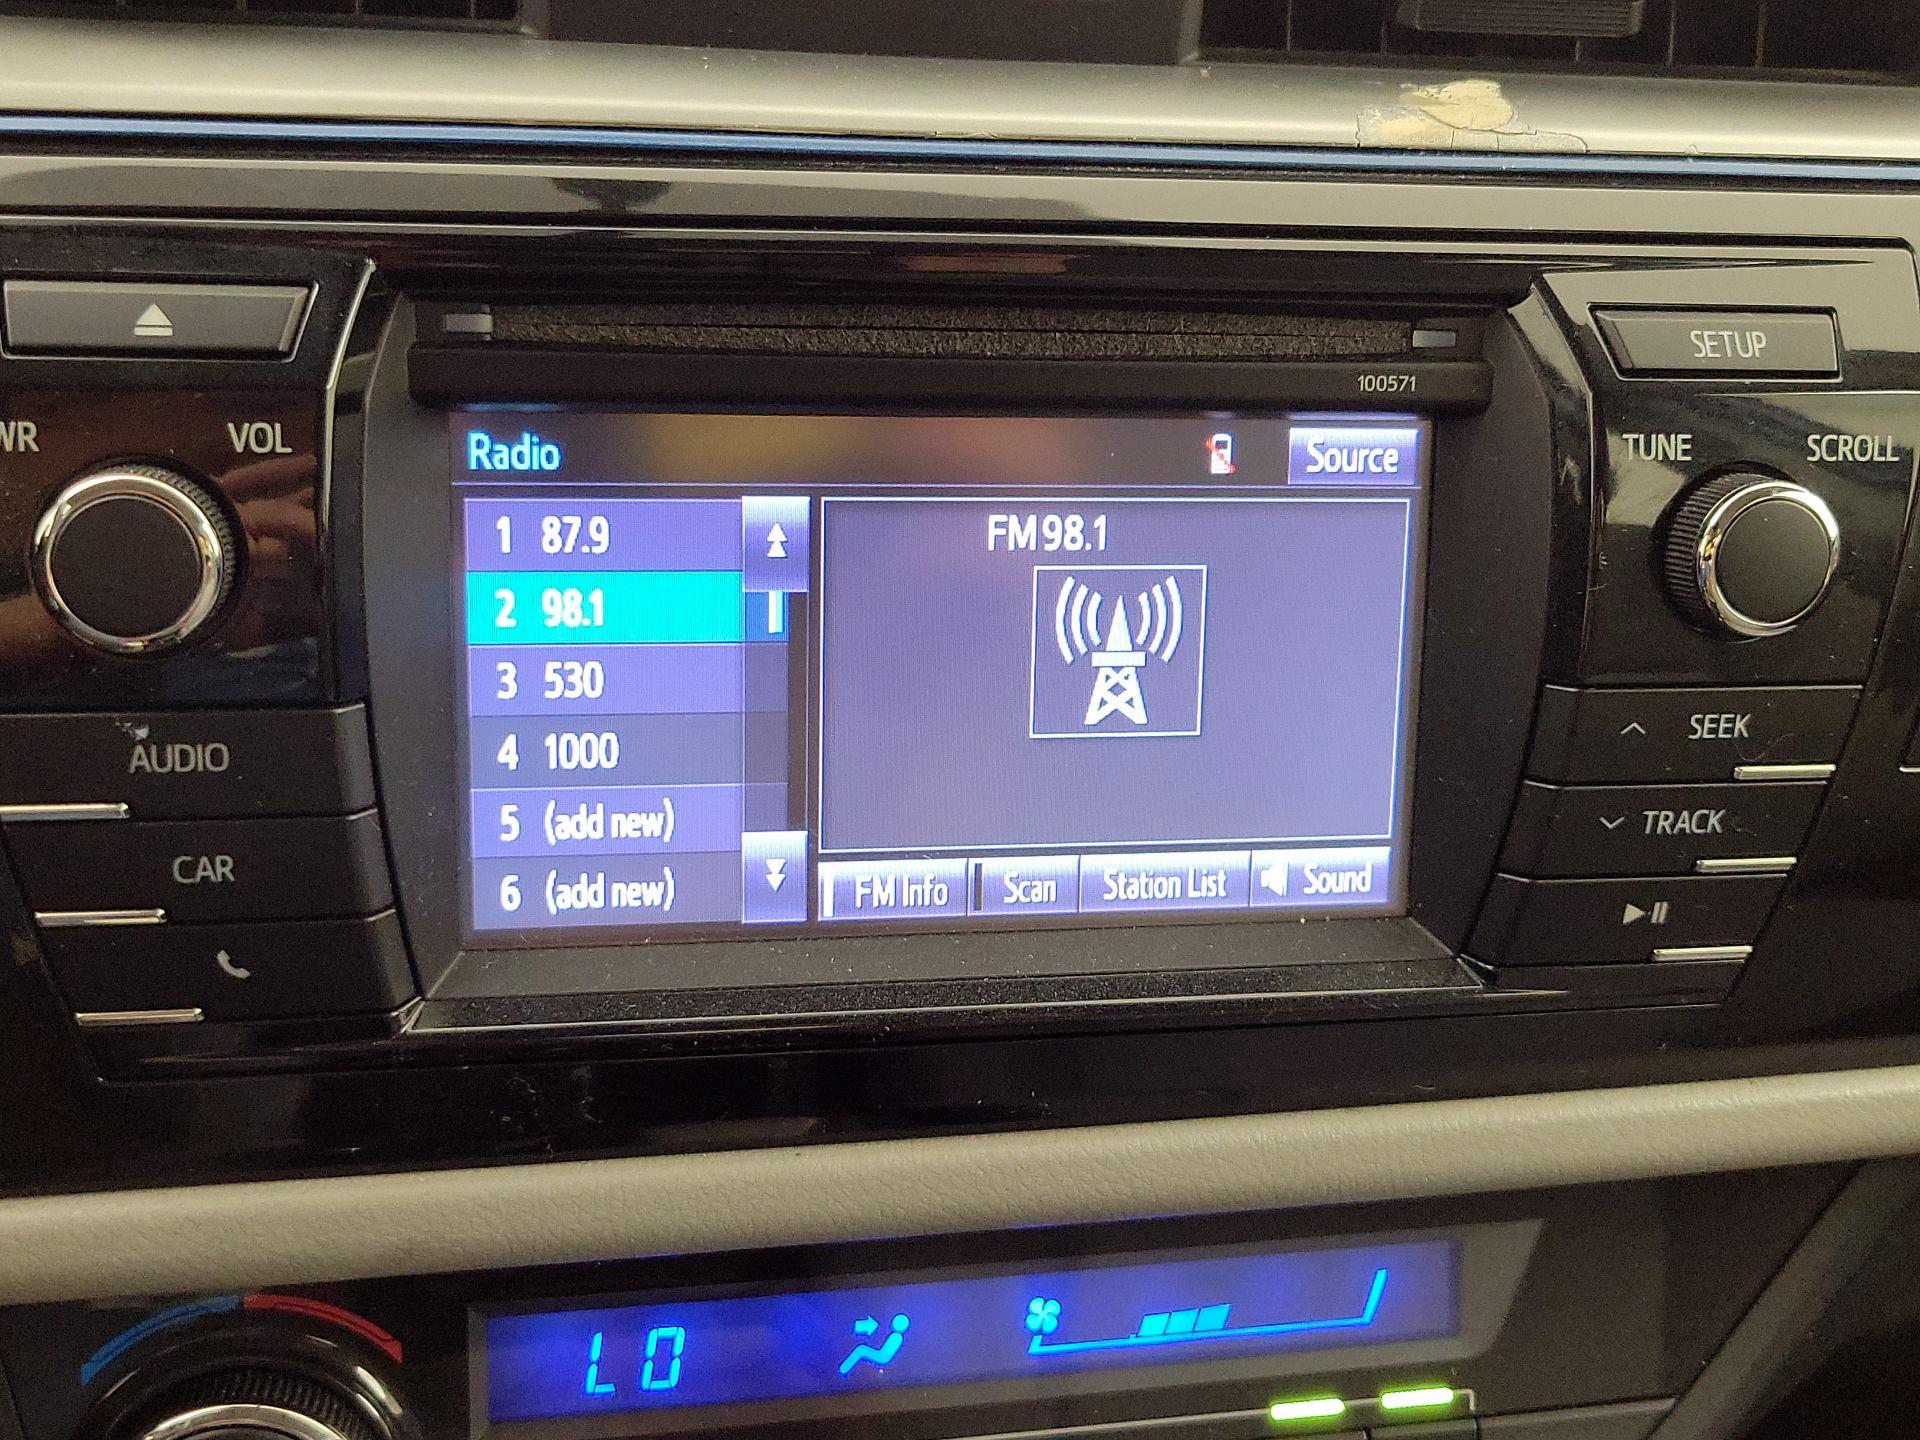 SETUP
100571
WR VOL
TUNE SCROLL
Radio
Source
1 87.9
2 98.1
3 530
4 1000
5 (add new)
6 (add new)
FM 98.1
FM Info
Scan
Station List
Sound
AUDIO
CAR
SEEK
TRACK
LO